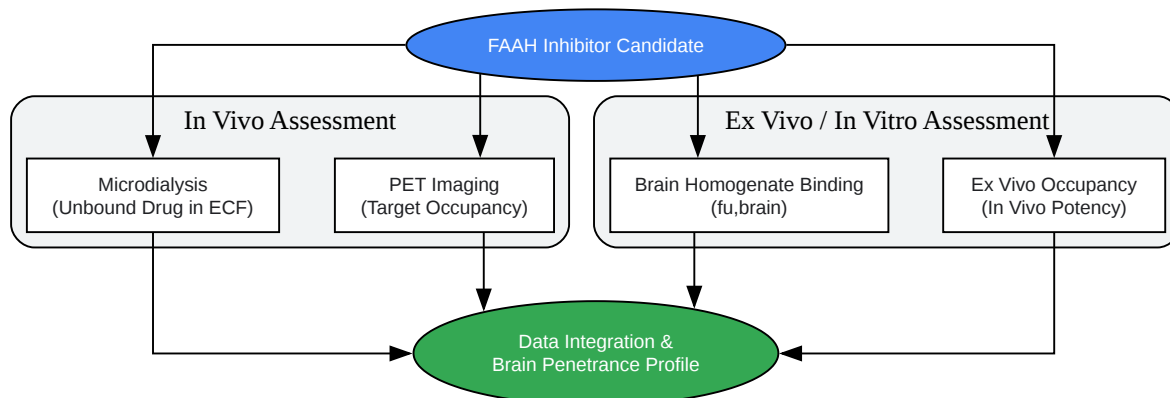 FAAH Inhibitor Candidate
In Vivo Assessment
Ex Vivo / In Vitro Assessment
Microdialysis
(Unbound Drug in ECF)
PET Imaging
(Target Occupancy)
Brain Homogenate Binding
(fu,brain)
Ex Vivo Occupancy
(In Vivo Potency)
Data Integration &
Brain Penetrance Profile